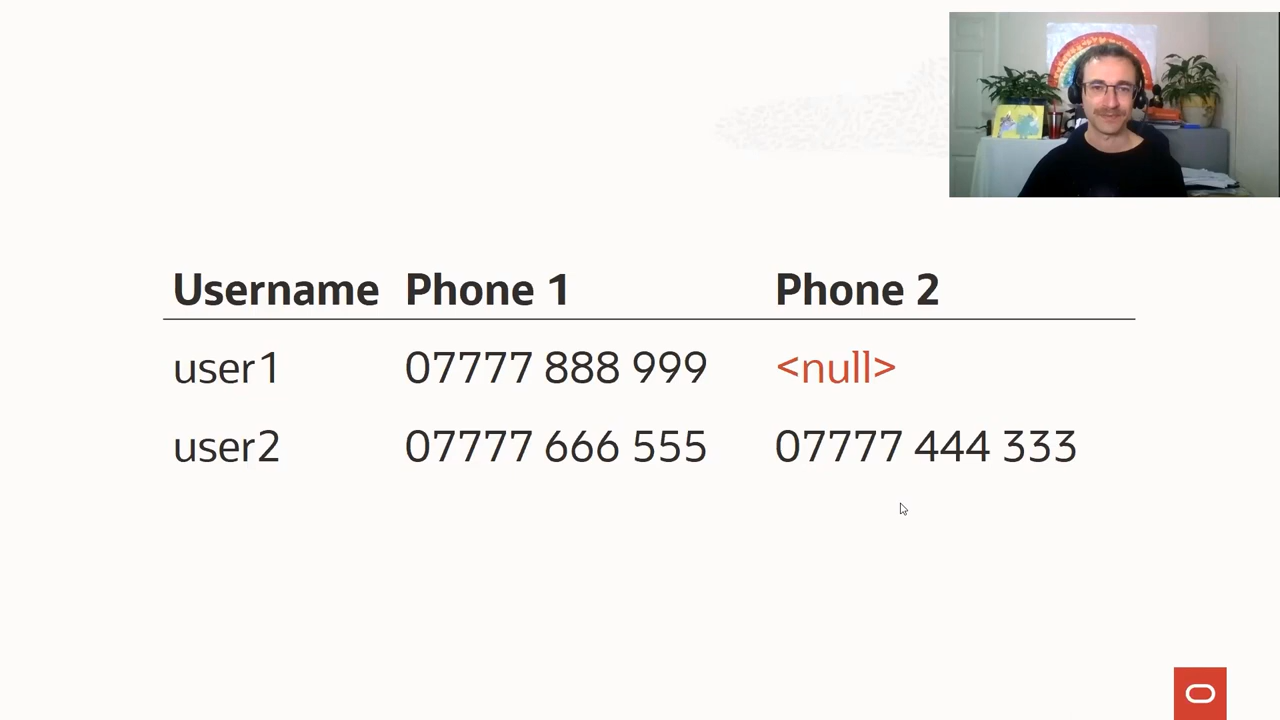 Username Phone 1 Phone 2
user1 07777 888 999 <null>
user2 07777 666 555 07777 444 333